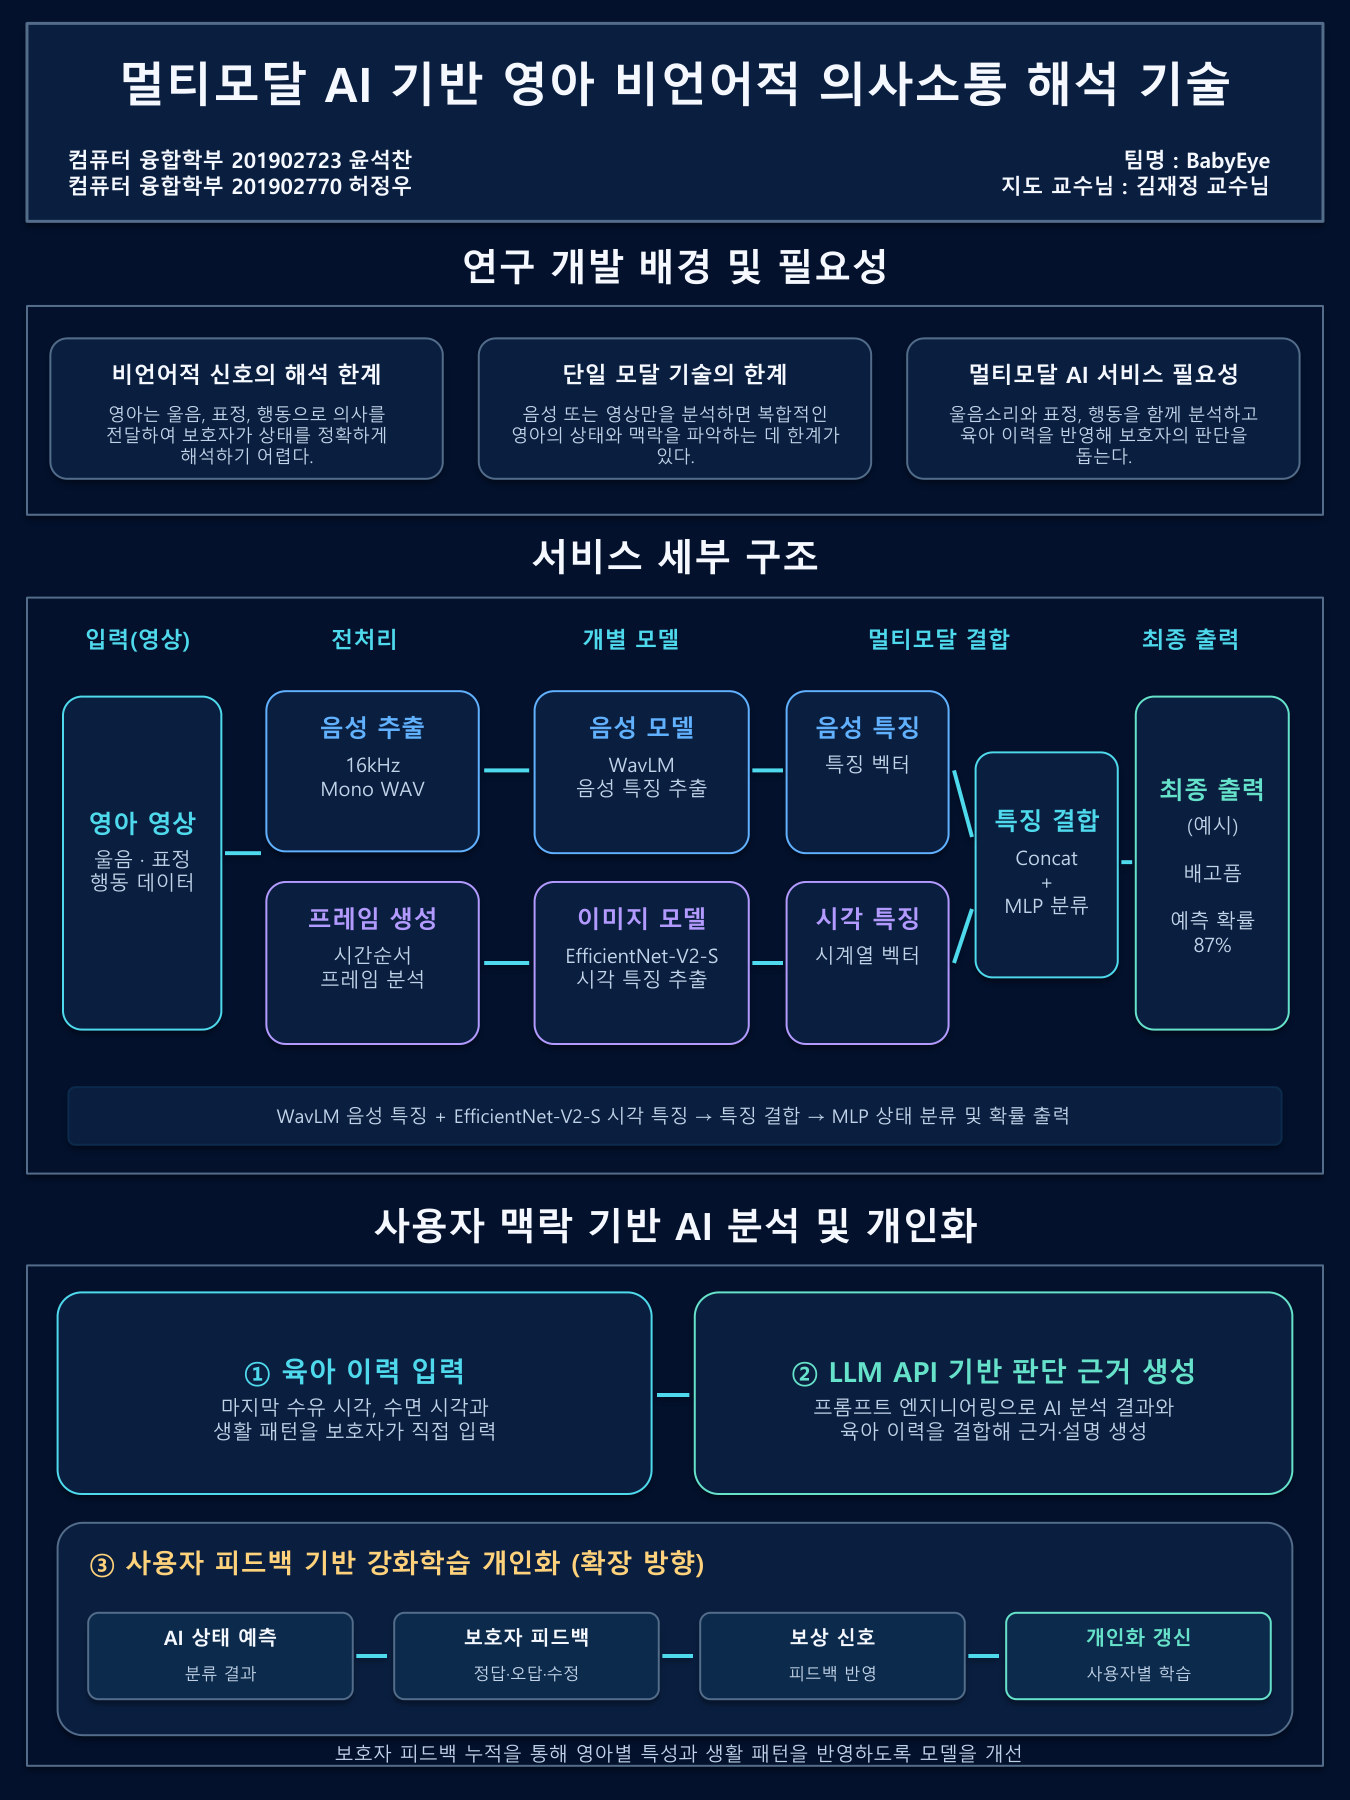 멀티모달 AI 기반 영아 비언어적 의사소통 해석 기술
컴퓨터 융합학부 201902723 윤석찬
컴퓨터 융합학부 201902770 허정우
팀명 : BabyEye
지도 교수님 : 김재정 교수님
연구 개발 배경 및 필요성
비언어적 신호의 해석 한계
영아는 울음, 표정, 행동으로 의사를
전달하여 보호자가 상태를 정확하게
해석하기 어렵다.
단일 모달 기술의 한계
음성 또는 영상만을 분석하면 복합적인
영아의 상태와 맥락을 파악하는 데 한계가
있다.
멀티모달 AI 서비스 필요성
울음소리와 표정, 행동을 함께 분석하고
육아 이력을 반영해 보호자의 판단을
돕는다.
서비스 세부 구조
입력(영상)
전처리
개별 모델
멀티모달 결합
최종 출력
영아 영상
울음 · 표정
행동 데이터
음성 추출
16kHz
Mono WAV
프레임 생성
시간순서
프레임 분석
음성 모델
WavLM
음성 특징 추출
이미지 모델
EfficientNet-V2-S
시각 특징 추출
음성 특징
특징 벡터
시각 특징
시계열 벡터
특징 결합
Concat
+
MLP 분류
최종 출력
(예시)
배고픔
예측 확률
87%
WavLM 음성 특징 + EfficientNet-V2-S 시각 특징 → 특징 결합 → MLP 상태 분류 및 확률 출력
사용자 맥락 기반 AI 분석 및 개인화
① 육아 이력 입력
마지막 수유 시각, 수면 시각과
생활 패턴을 보호자가 직접 입력
② LLM API 기반 판단 근거 생성
프롬프트 엔지니어링으로 AI 분석 결과와
육아 이력을 결합해 근거·설명 생성
③ 사용자 피드백 기반 강화학습 개인화 (확장 방향)
AI 상태 예측
분류 결과
보호자 피드백
정답·오답·수정
보상 신호
피드백 반영
개인화 갱신
사용자별 학습
보호자 피드백 누적을 통해 영아별 특성과 생활 패턴을 반영하도록 모델을 개선